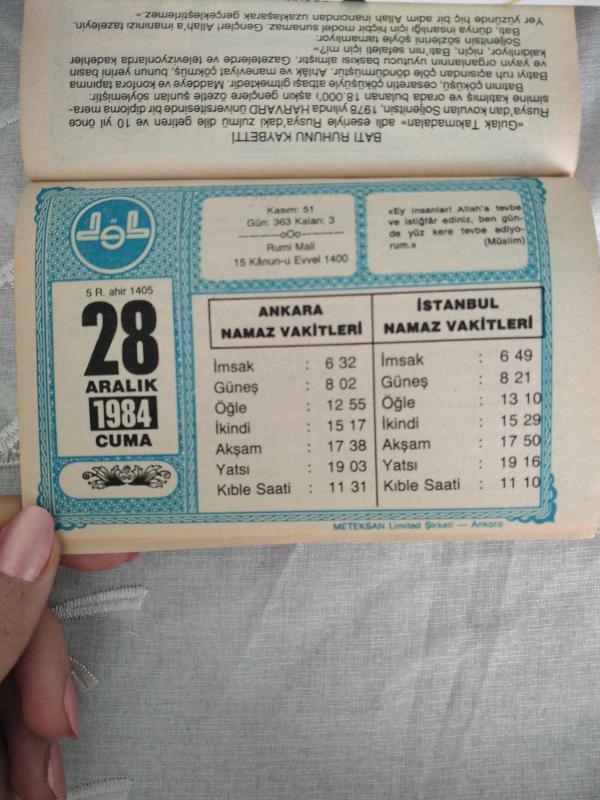 BATI RUHUNU KAYBETTİ
«Gulak Takımadaları» adlı eseriyle Rusya'daki zulmü dile getiren ve 10 yıl önce
Rusya'dan kovulan Soljenitsin, 1978 yılında HARVARD üniversitesinde bir diploma mera-
simine katılmış ve orada bulanan 18.000'i aşkın gençlere özetle şunları söylemiştir.
Batının çöküşü, cesaretin çöküşüyle atbaşı gitmektedir. Maddeye ve konfora tapınma
Batıyı ruh açısından çöle döndürmüştür. Ahlâk ve maneviyat çökmüş, bunun yerini basın
ve yayın organlarının uyutucu baskısı almıştır. Gazetelerde ve televizyonlarda kadehler
kaldırılıyor, niçin, Batı'nın sefaleti için mi?»
Soljenitsin sözlerini şöyle tamamlıyor:
Batı, dünya insanlığı için hiçbir model sunamaz. Gençler! Allah'a imanınızı tazeleyin.
Yer yüzünde hiç bir adım Allah inancından uzaklaşarak gerçekleştirilemez.»
5 R. ahir 1405
28
ARALIK
1984
CUMA
Kasım: 51
Gün: 363 Kalan: 3
oOo
Rumi Mali
15 Kânun-u Evvel 1400
«Ey insanlar! Allah'a tevbe
ve istiğfâr ediniz, ben gün-
de yüz kere tevbe ediyo-
rum.» (Müslim)
ANKARA
NAMAZ VAKİTLERİ
İmsak : 6 32
Güneş : 8 02
Öğle : 12 55
İkindi : 15 17
Akşam : 17 38
Yatsı : 19 03
Kıble Saati : 11 31
İSTANBUL
NAMAZ VAKİTLERİ
İmsak : 6 49
Güneş : 8 21
Öğle : 13 10
İkindi : 15 29
Akşam : 17 50
Yatsı : 19 16
Kıble Saati : 11 10
METEKSAN Limited Şirketi — Ankara